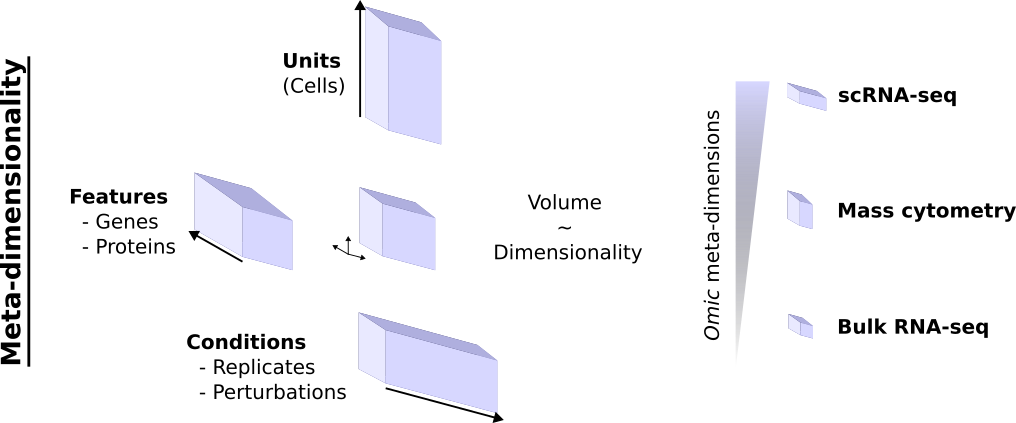 Meta-dimensionality
Units
(Cells)
Features
- Genes
- Proteins
Conditions
- Replicates
- Perturbations
Volume
~
Dimensionality
Omic meta-dimensions
scRNA-seq
Mass cytometry
Bulk RNA-seq